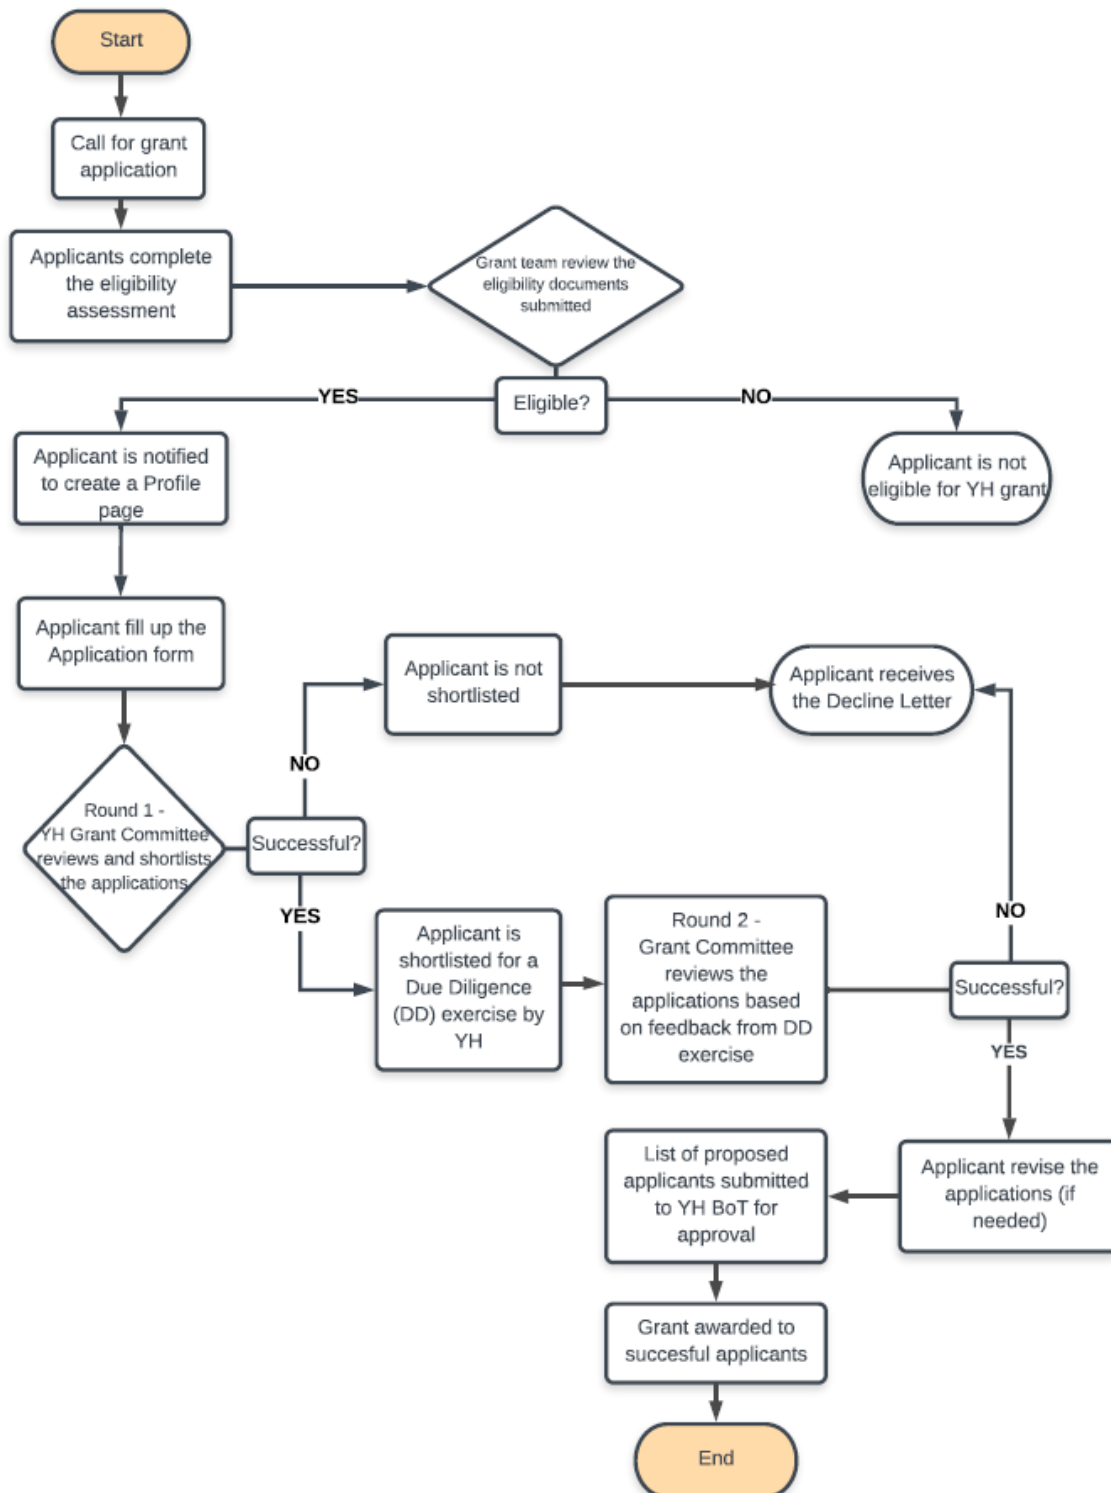 Start
Call for grant
application
Applicants complete
the eligibility
assessment
Grant team review the
eligibility documents
submitted
YES
Eligible?
NO
Applicant is notified
to create a Profile
page
Applicant is not
eligible for YH grant
Applicant fill up the
Application form
Applicant is not
shortlisted
Applicant receives
the Decline Letter
NO
Round 1 -
YH Grant Committee
reviews and shortlists
the applications
Successful?
YES
Applicant is
shortlisted for a
Due Diligence
(DD) exercise by
YH
Round 2 -
Grant Committee
reviews the
applications based
on feedback from DD
exercise
NO
Successful?
YES
Applicant revise the
applications (if
needed)
List of proposed
applicants submitted
to YH BoT for
approval
Grant awarded to
succesful applicants
End